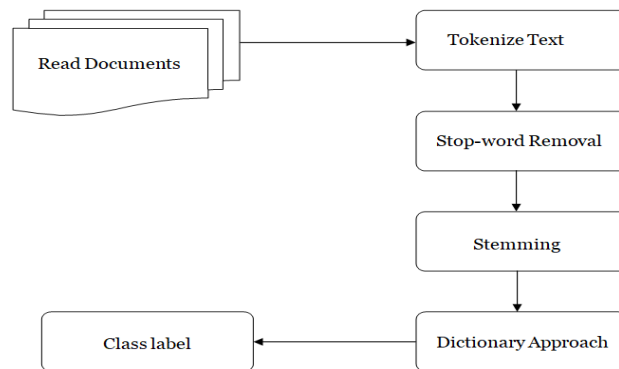 Read Documents
Tokenize Text
Stop-word Removal
Stemming
Dictionary Approach
Class label